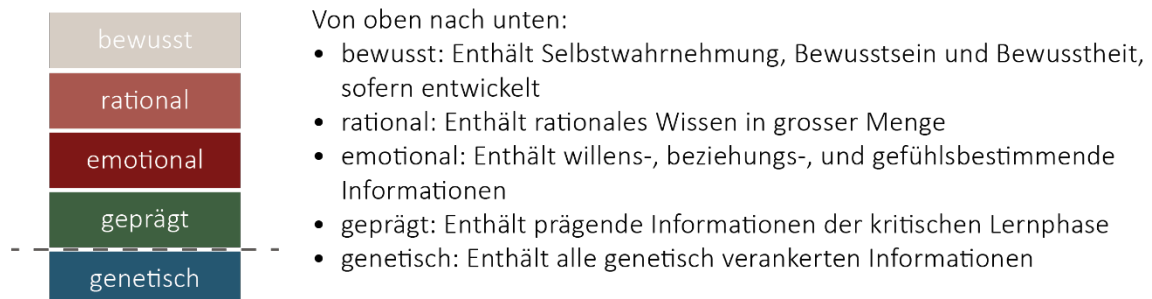 bewusst
rational
emotional
geprägt
genetisch
Von oben nach unten:
• bewusst: Enthält Selbstwahrnehmung, Bewusstsein und Bewusstheit,
sofern entwickelt
• rational: Enthält rationales Wissen in grosser Menge
• emotional: Enthält willens-, beziehungs-, und gefühlsbestimmende
Informationen
• geprägt: Enthält prägende Informationen der kritischen Lernphase
• genetisch: Enthält alle genetisch verankerten Informationen